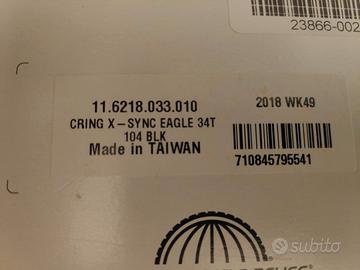 23866-002
11.6218.033.010
2018 WK49
CRING X-SYNC EAGLE 34T
104 BLK
Made in TAIWAN
710845795541
subito